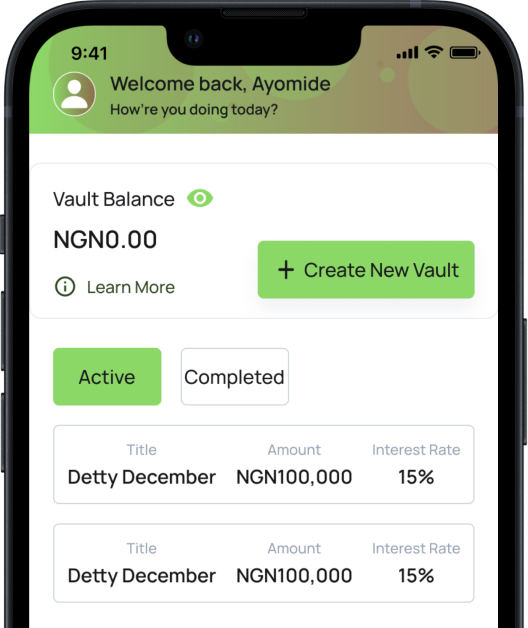 9:41
Welcome back, Ayomide
How're you doing today?
Vault Balance
NGN0.00
+ Create New Vault
Learn More
Active Completed
Title Amount Interest Rate
Detty December NGN100,000 15%
Title Amount Interest Rate
Detty December NGN100,000 15%